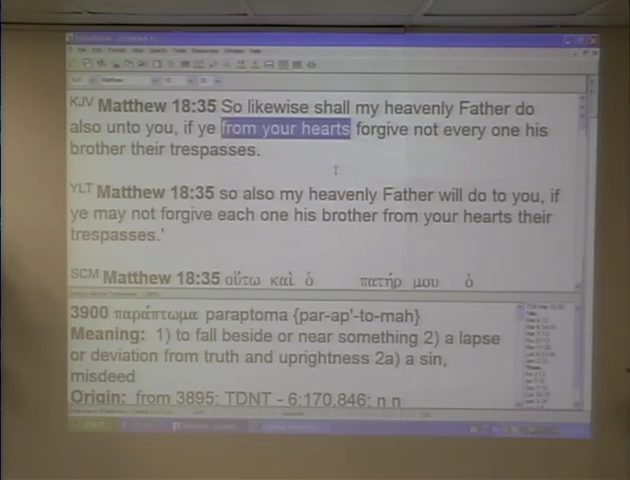 KJV Matthew 18:35 So likewise shall my heavenly Father do
also unto you, if ye from your hearts forgive not every one his
brother their trespasses.
YLT Matthew 18:35 so also my heavenly Father will do to you, if
ye may not forgive each one his brother from your hearts their
trespasses.'
SCM Matthew 18:35 οὕτω καὶ ὁ πατήρ μου ὁ
3900 παράπτωμα paraptoma {par-ap'-to-mah}
Meaning: 1) to fall beside or near something 2) a lapse
or deviation from truth and uprightness 2a) a sin,
misdeed
Origin: from 3895; TDNT - 6:170,846; n n